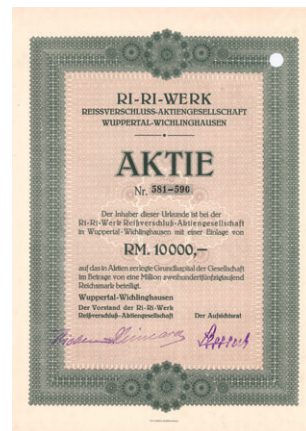 RI-RI-WERK
REISSVERSCHLUSS-AKTIENGESELLSCHAFT
WUPPERTAL-WICHLINGHAUSEN
AKTIE
Nr. 581-590
Der Inhaber dieser Urkunde ist bei der
Ri-Ri-Werk Reißverschluß-Aktiengesellschaft
in Wuppertal-Wichlinghausen mit einer Einlage von
RM. 10000,—
auf das in Aktien zerlegte Grundkapital der Gesellschaft
im Betrage von eine Million zweihundertfünfzigtausend
Reichsmark beteiligt.
Wuppertal-Wichlinghausen
Der Vorstand der Ri-Ri-Werk
Reißverschluß-Aktiengesellschaft Der Aufsichtsrat